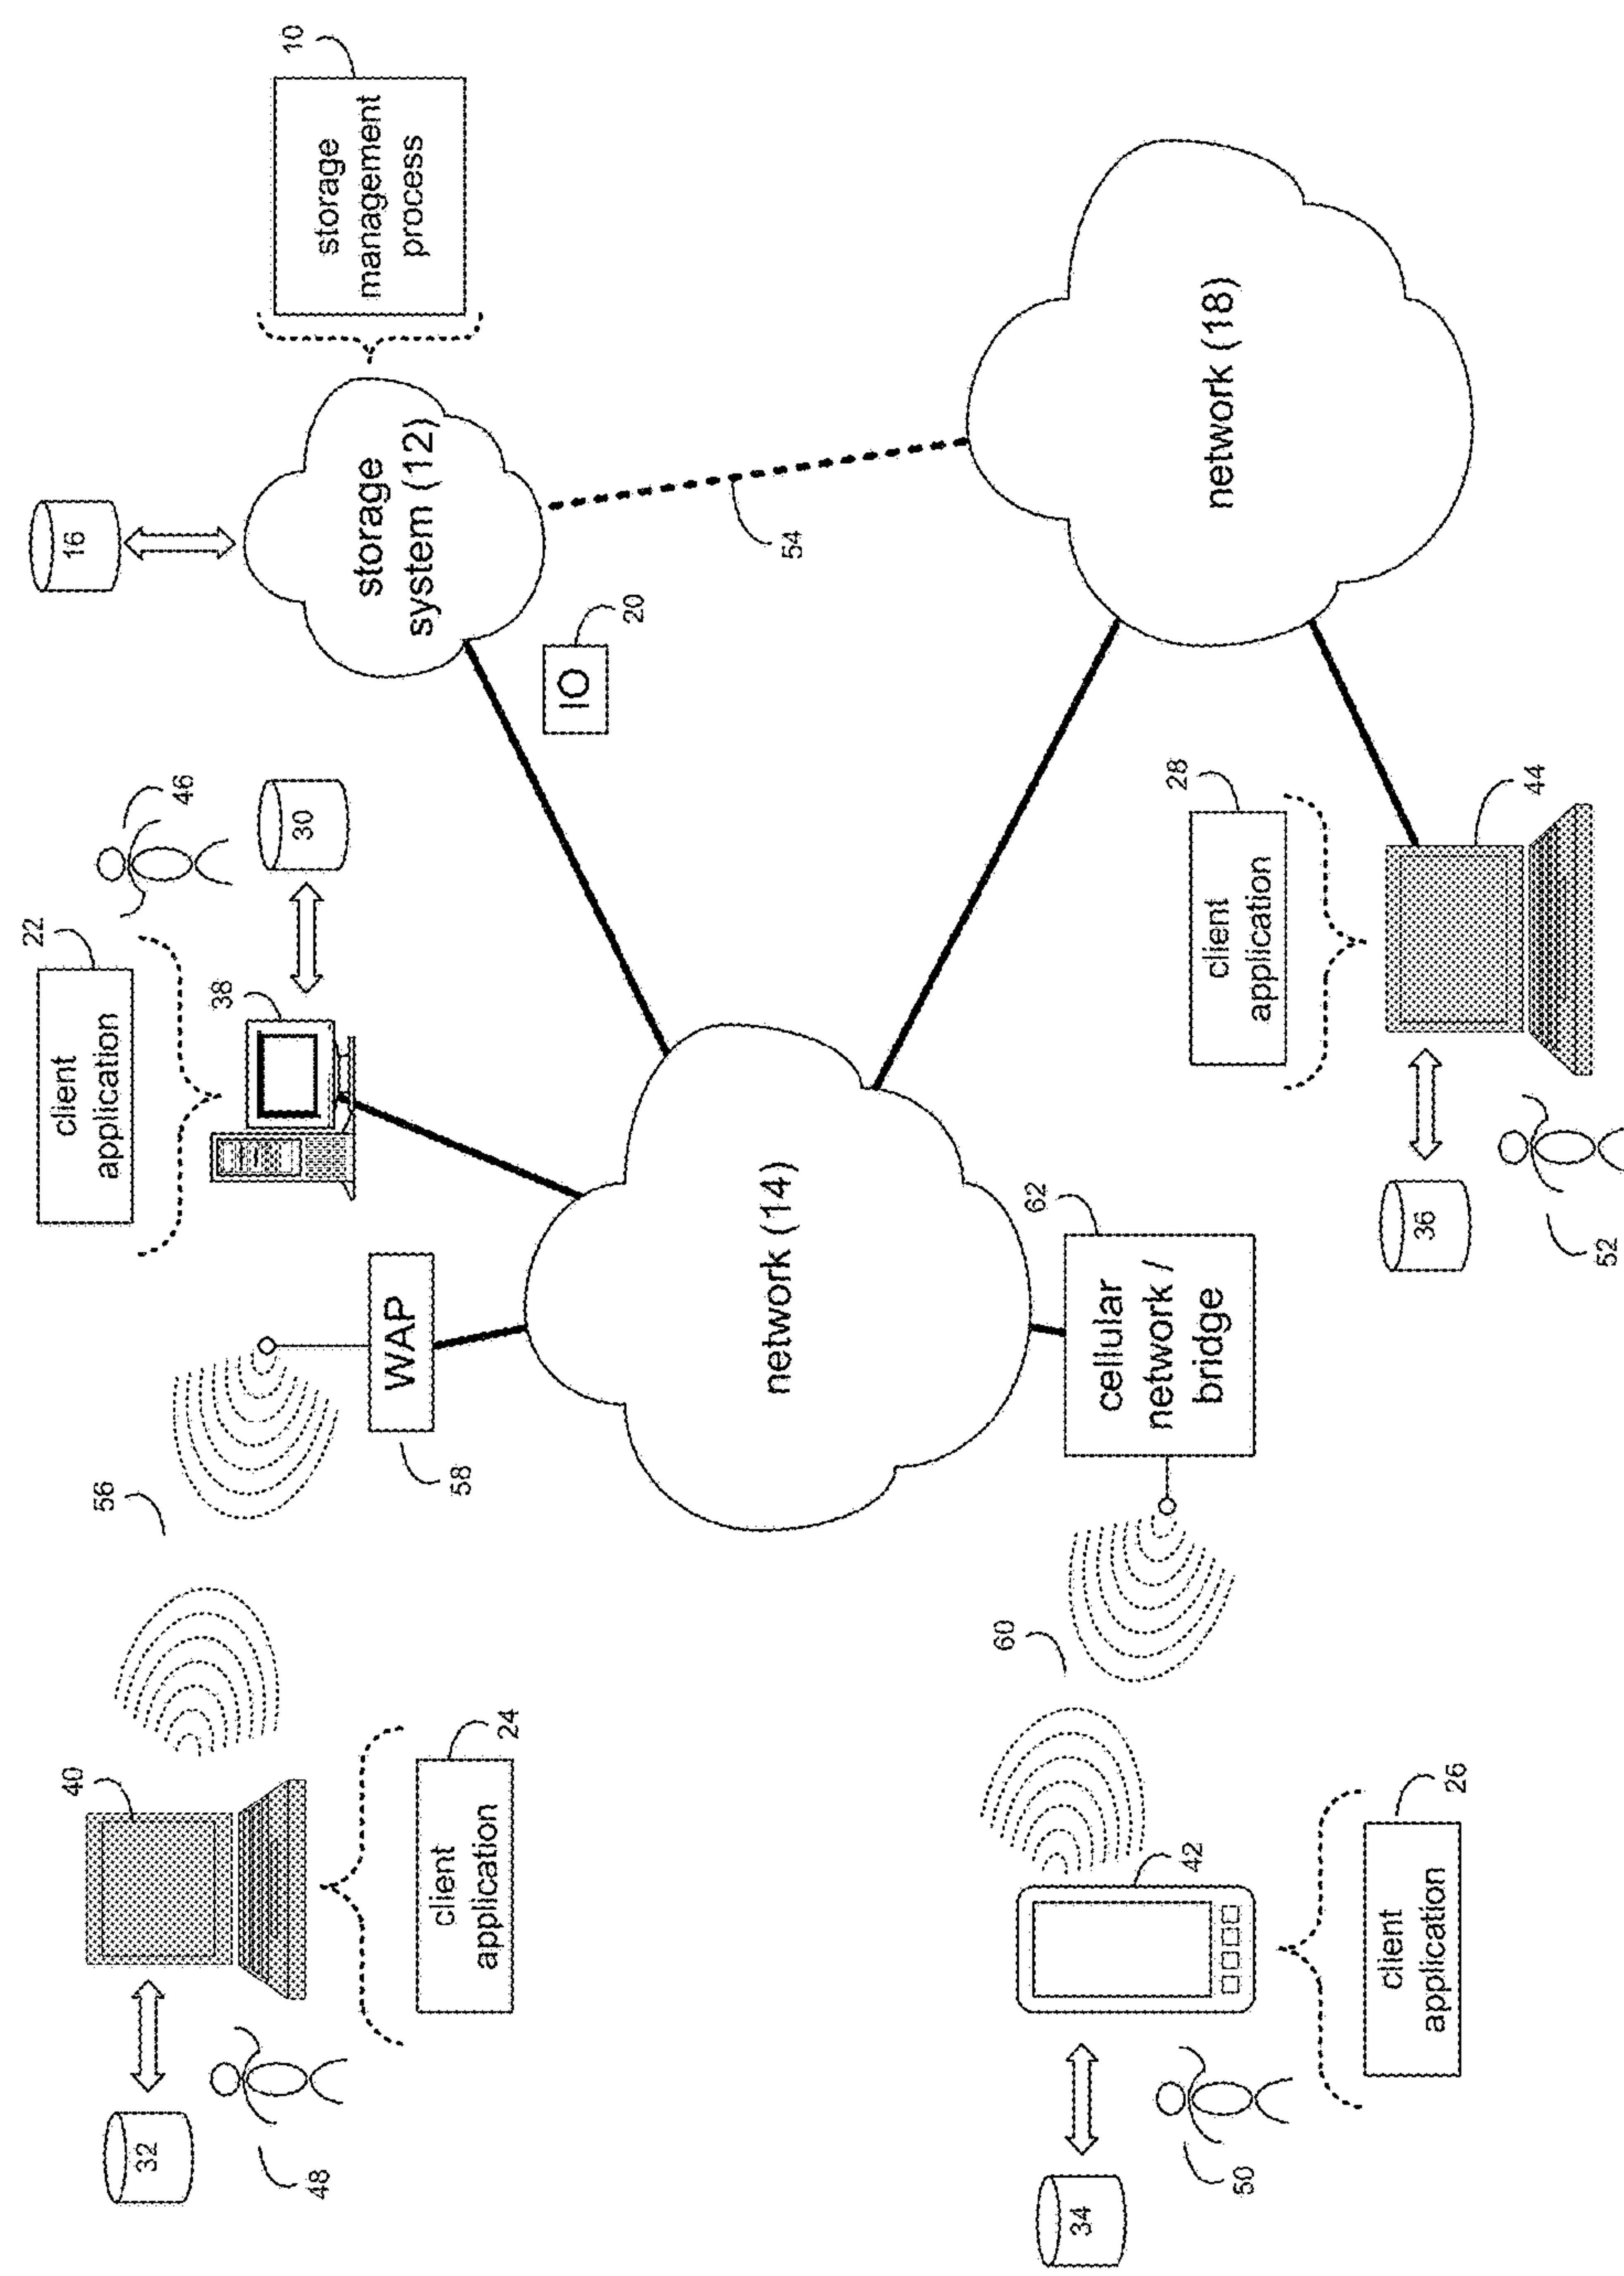 32
40
48
client
application
24
56
WAP
58
22
client
application
38
46
30
16
storage
system (12)
10
storage
management
process
IO
20
54
network (14)
network (18)
34
42
50
client
application
26
60
cellular
network /
bridge
62
28
client
application
44
36
52